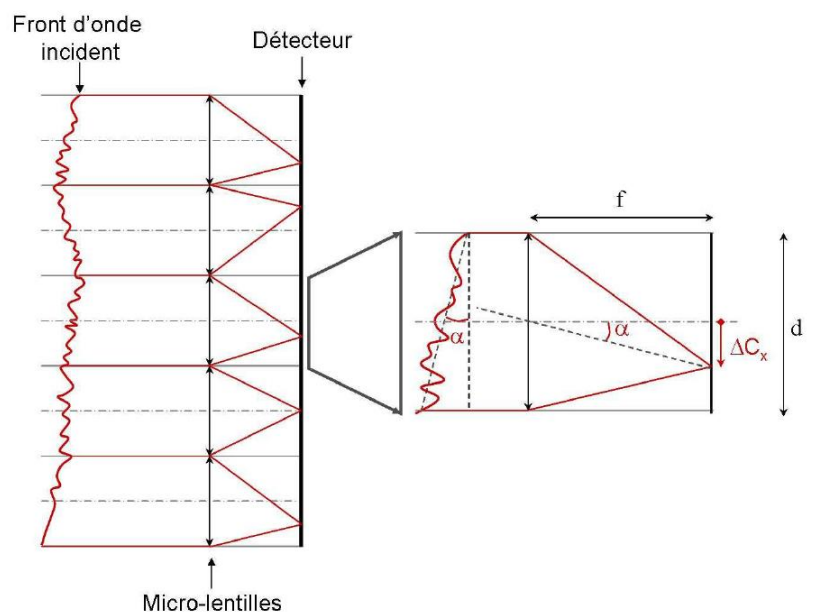 Front d'onde
incident
Détecteur
f
α
α
ΔCx
d
Micro-lentilles